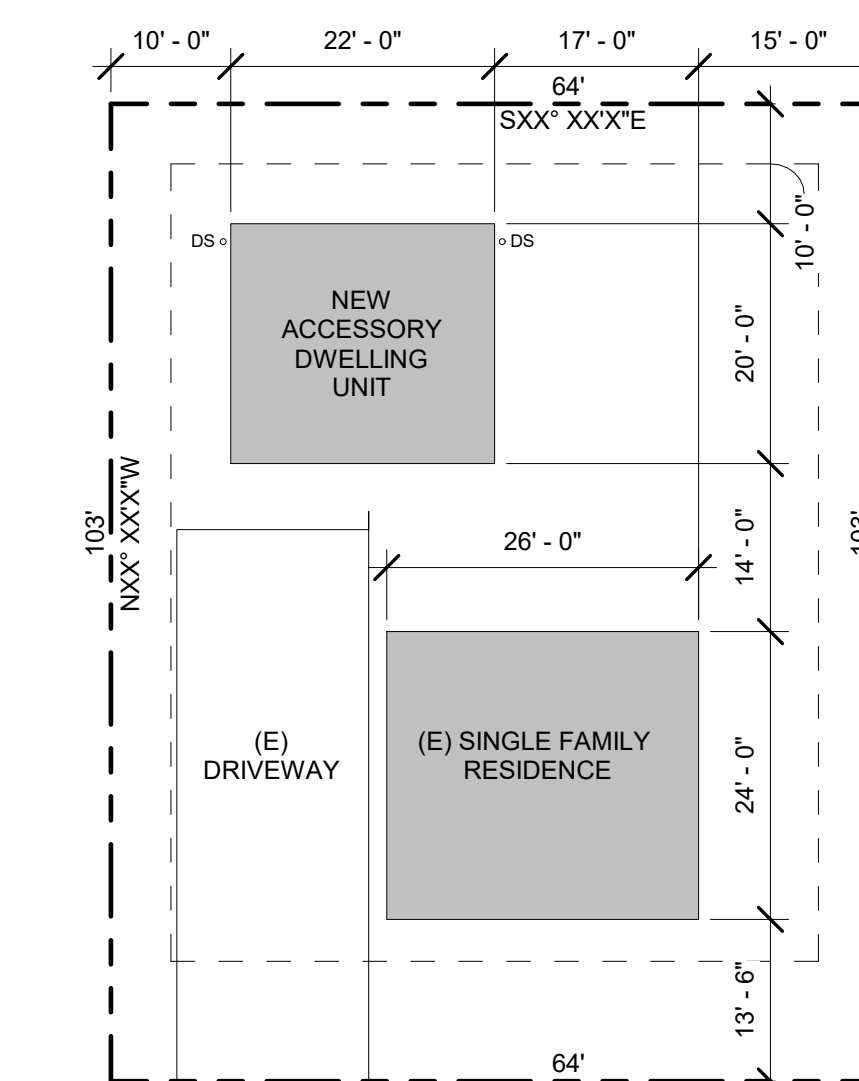 10' - 0"
22' - 0"
17' - 0"
15' - 0"
64'
SXX° XX'X"E
10' - 0"
DS
DS
NEW
ACCESSORY
DWELLING
UNIT
20' - 0"
103'
NXX° XX'X"W
26' - 0"
14' - 0"
(E)
DRIVEWAY
(E) SINGLE FAMILY
RESIDENCE
24' - 0"
13' - 6"
64'